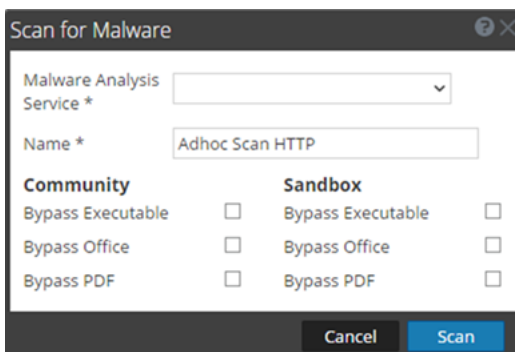 Scan for Malware
Malware Analysis
Service *
Name * Adhoc Scan HTTP
Community Sandbox
Bypass Executable Bypass Executable
Bypass Office Bypass Office
Bypass PDF Bypass PDF
Cancel Scan